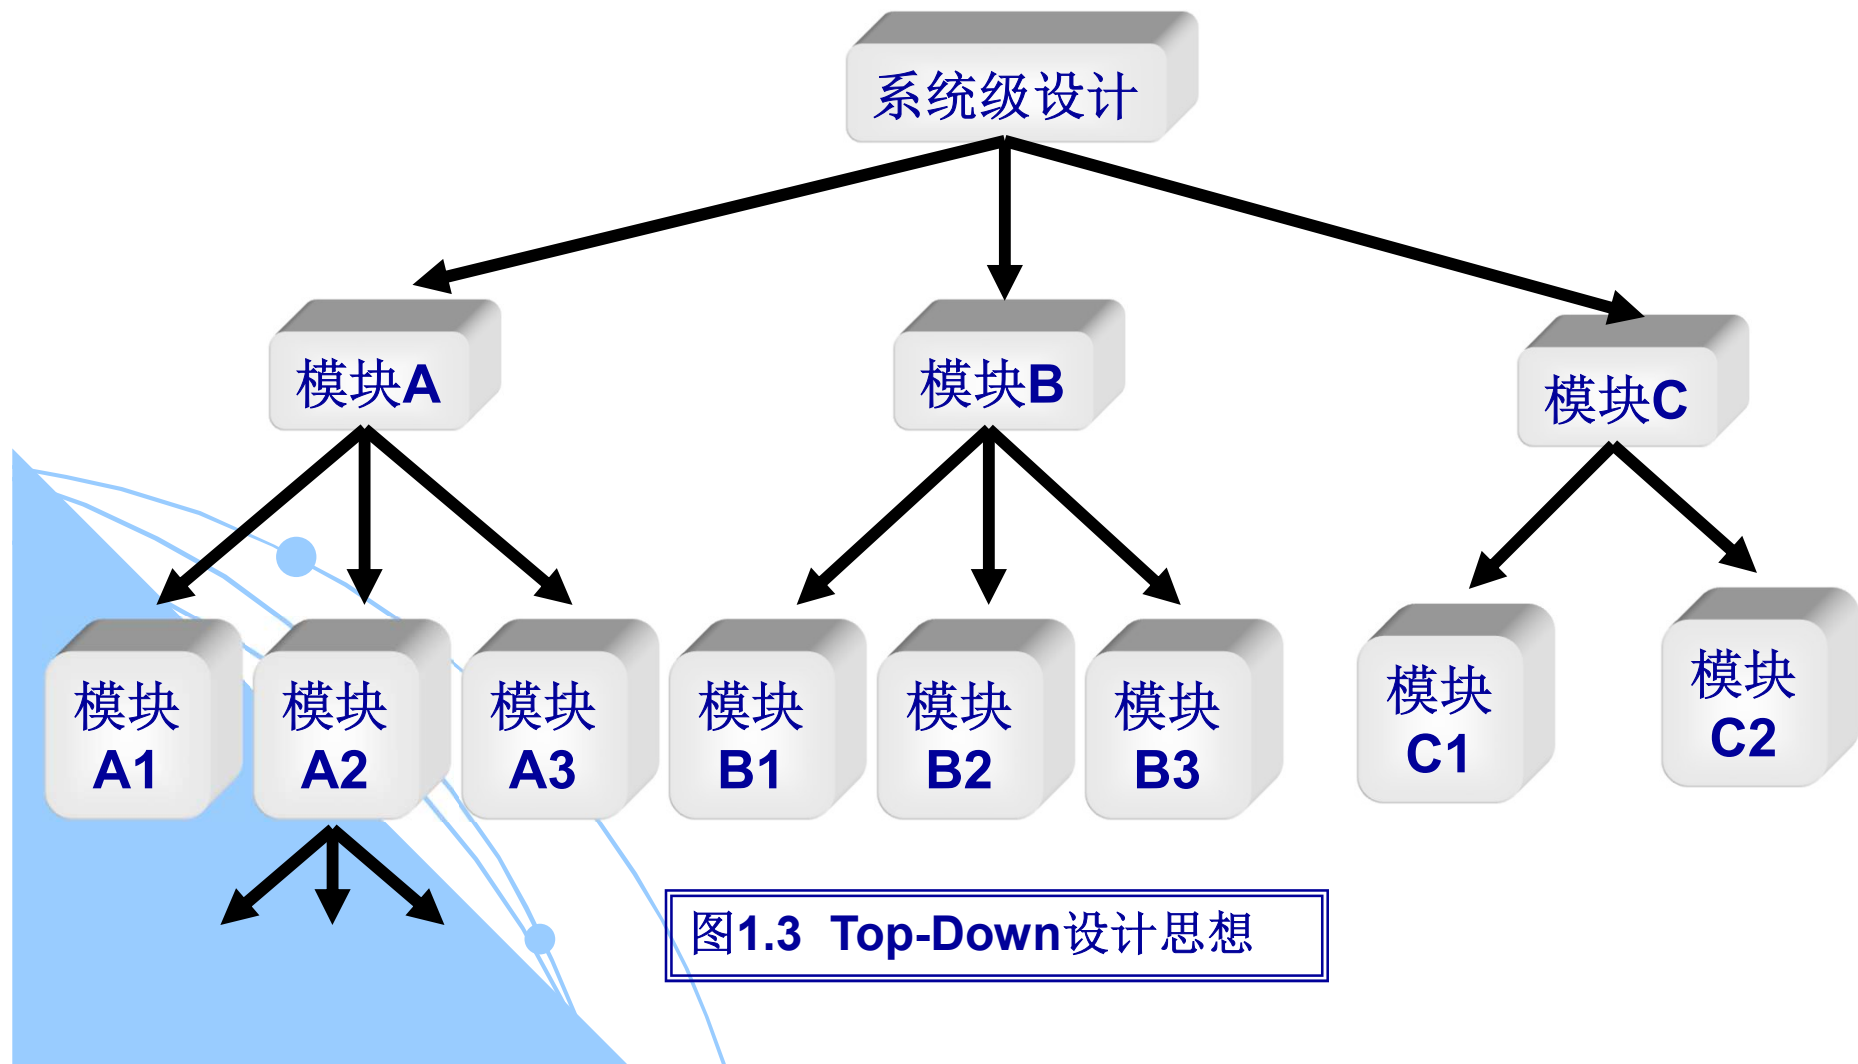 系统级设计
模块A
模块B
模块C
模块
A1
模块
A2
模块
A3
模块
B1
模块
B2
模块
B3
模块
C1
模块
C2
图1.3 Top-Down设计思想